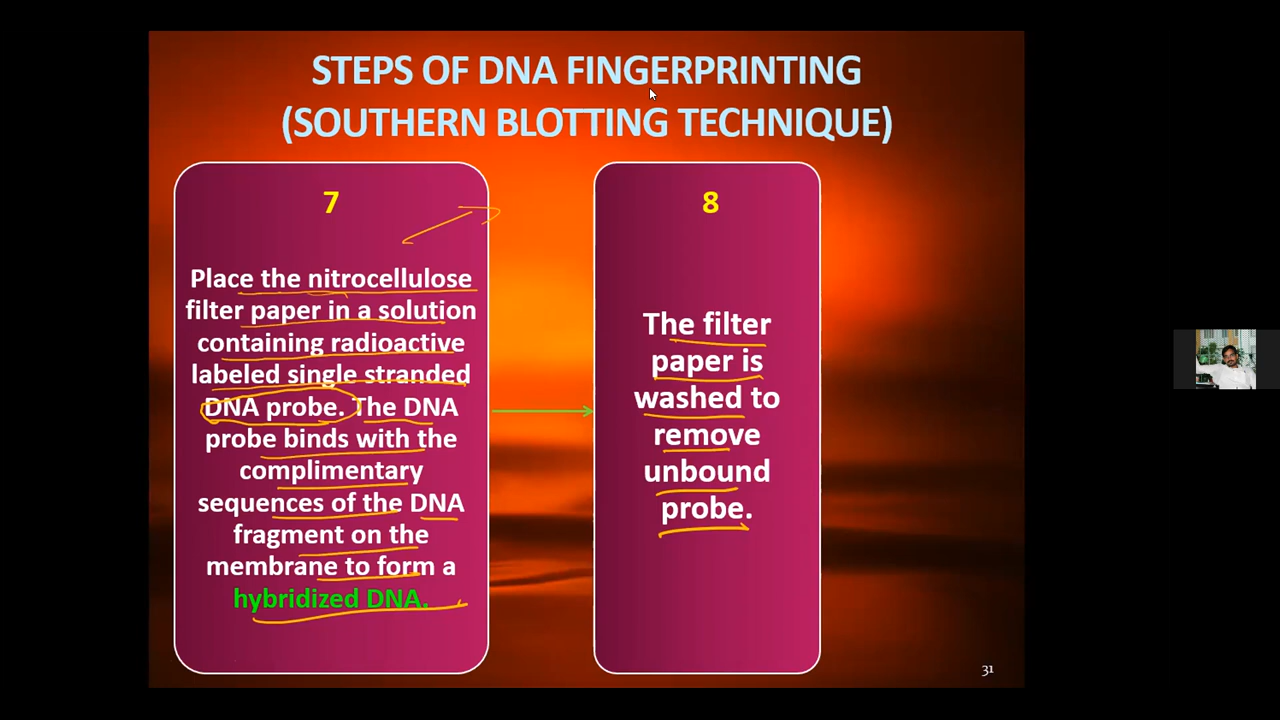 STEPS OF DNA FINGERPRINTING
(SOUTHERN BLOTTING TECHNIQUE)
7
Place the nitrocellulose
filter paper in a solution
containing radioactive
labeled single stranded
DNA probe. The DNA
probe binds with the
complimentary
sequences of the DNA
fragment on the
membrane to form a
hybridized DNA.
8
The filter
paper is
washed to
remove
unbound
probe.
31